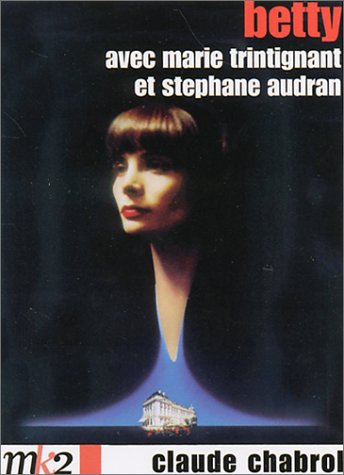 betty
avec marie trintignant
et stephane audran
mk2
claude chabrol